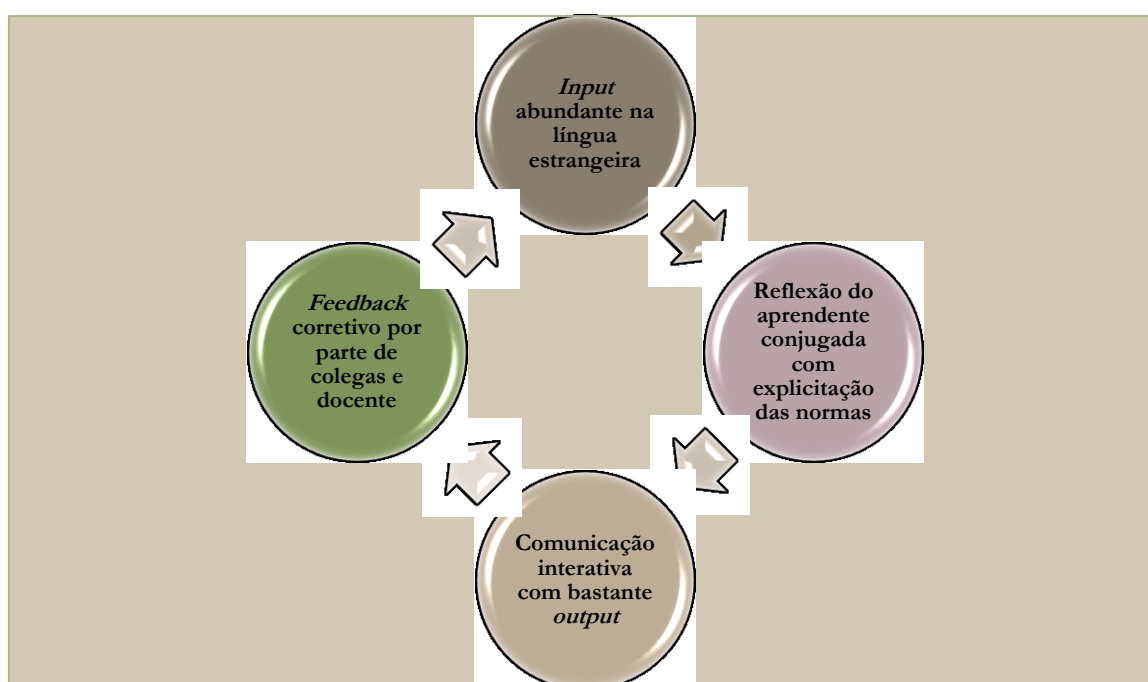 Input
abundante na
língua
estrangeira
Feedback
corretivo por
parte de
colegas e
docente
Reflexão do
aprendente
conjugada
com
explicitação
das normas
Comunicação
interativa
com bastante
output